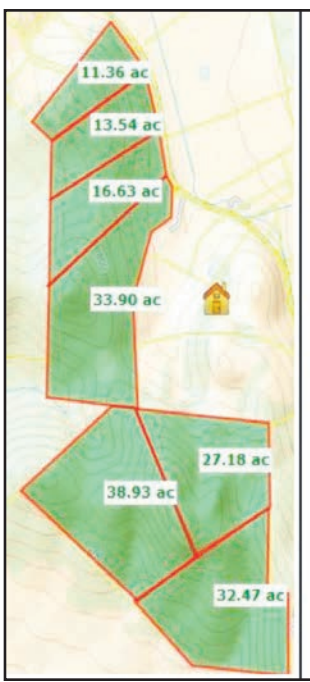 11.36 ac
13.54 ac
16.63 ac
33.90 ac
27.18 ac
38.93 ac
32.47 ac